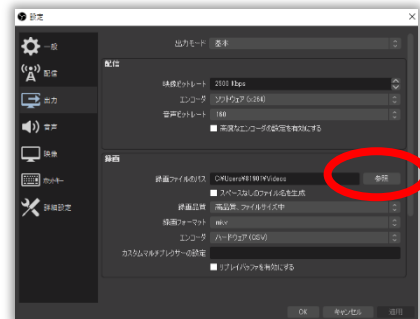 設定
一般
配信
出力
音声
映像
ホットキー
詳細設定
出力モード 基本
配信
映像ビットレート 2500 Kbps
エンコーダ ソフトウェア (x264)
音声ビットレート 160
高度なエンコーダの設定を有効にする
録画
録画ファイルのパス C:\Users\81901\Videos 参照
スペースなしのファイル名を生成
録画品質 高品質、ファイルサイズ中
録画フォーマット mkv
エンコーダ ハードウェア (QSV)
カスタムマルチプレクサーの設定
リプレイバッファを有効にする
OK キャンセル 適用